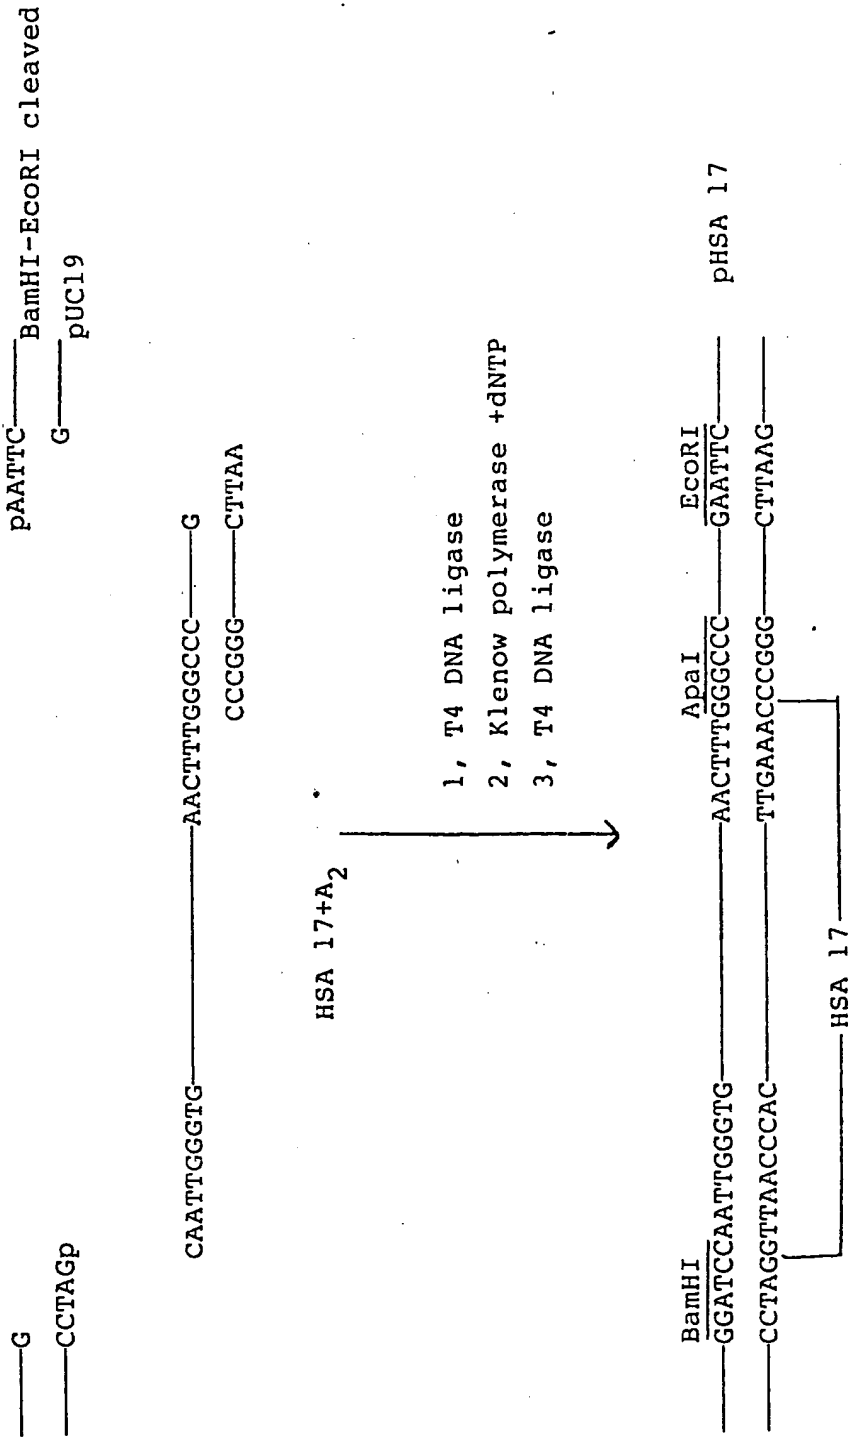 G
pAATTC
BamHI-EcoRI cleaved
CCTAGp
G
pUC19
CAATTGGGTG
AACTTTGGGCCC
G
CCCGGG
CTTAA
HSA 17+A2
1, T4 DNA ligase
2, Klenow polymerase +dNTP
3, T4 DNA ligase
BamHI
ApaI
EcoRI
GGATCCAATTGGGTG
AACTTTGGGCCC
GAATTC
pHSA 17
CCTAGGTTAACCCAC
TTGAAACCCGGG
CTTAAG
HSA 17